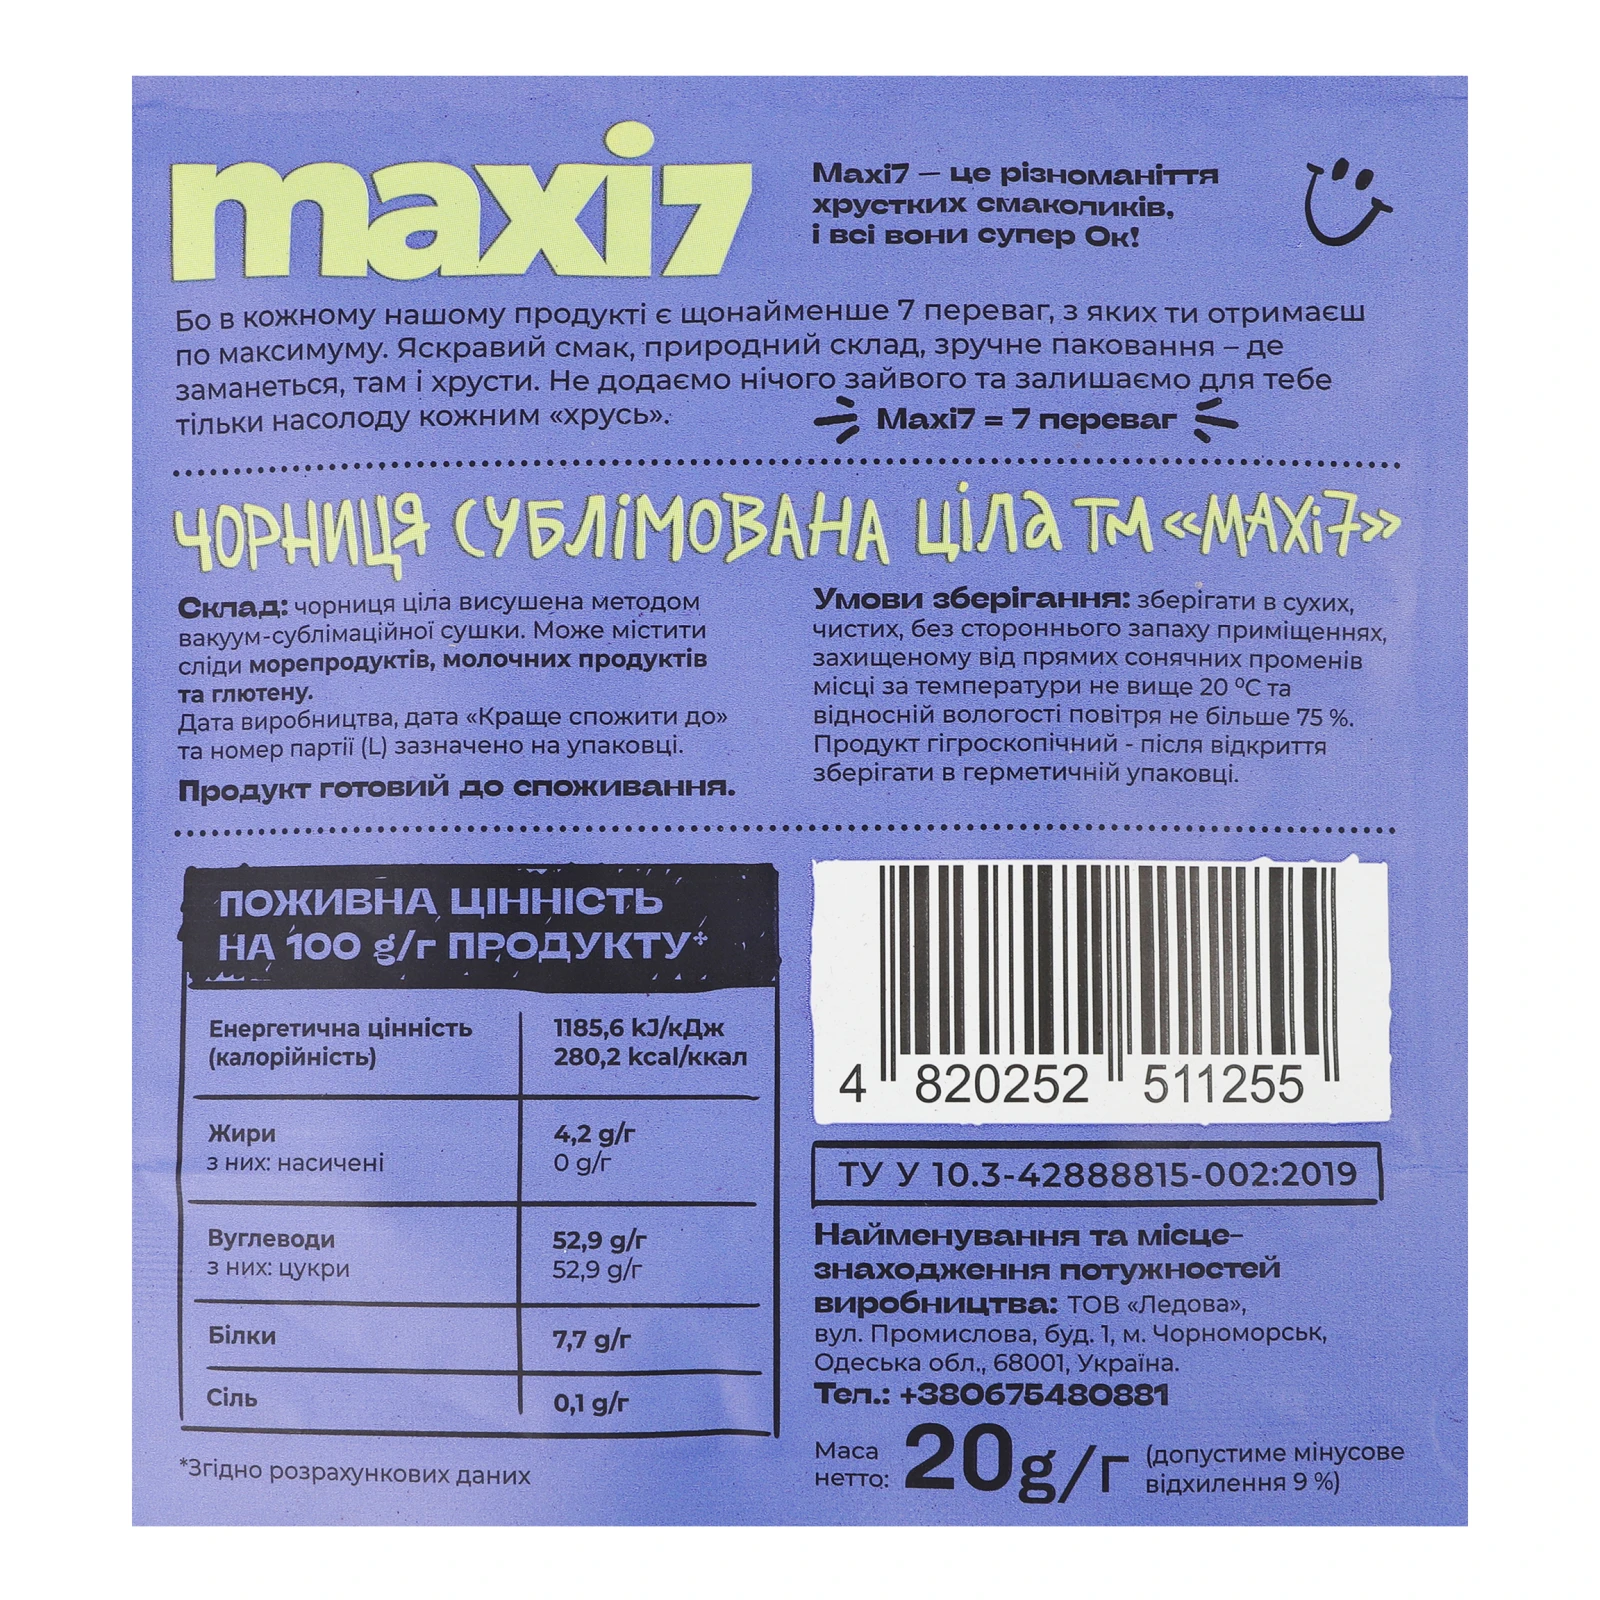 maxi7
Maxi7 – це різноманіття
хрустких смаколиків,
і всі вони супер Ок!
Бо в кожному нашому продукті є щонайменше 7 переваг, з яких ти отримаєш
по максимуму. Яскравий смак, природний склад, зручне паковання – де
заманеться, там і хрусти. Не додаємо нічого зайвого та залишаємо для тебе
тільки насолоду кожним «хрусь».
Maxi7 = 7 переваг
ЧОРНИЦЯ СУБЛІМОВАНА ЦІЛА ТМ «MAXi7»
Склад: чорниця ціла висушена методом
вакуум-сублімаційної сушки. Може містити
сліди морепродуктів, молочних продуктів
та глютену.
Дата виробництва, дата «Краще спожити до»
та номер партії (L) зазначено на упаковці.
Продукт готовий до споживання.
Умови зберігання: зберігати в сухих,
чистих, без стороннього запаху приміщеннях,
захищеному від прямих сонячних променів
місці за температури не вище 20 ºС та
відносній вологості повітря не більше 75 %.
Продукт гігроскопічний - після відкриття
зберігати в герметичній упаковці.
ПОЖИВНА ЦІННІСТЬ
НА 100 g/г ПРОДУКТУ*
Енергетична цінність 1185,6 kJ/кДж
(калорійність) 280,2 kcal/ккал
Жири 4,2 g/г
з них: насичені 0 g/г
Вуглеводи 52,9 g/г
з них: цукри 52,9 g/г
Білки 7,7 g/г
Сіль 0,1 g/г
*Згідно розрахункових даних
4 820252 511255
ТУ У 10.3-42888815-002:2019
Найменування та місце-
знаходження потужностей
виробництва: ТОВ «Ледова»,
вул. Промислова, буд. 1, м. Чорноморськ,
Одеська обл., 68001, Україна.
Тел.: +380675480881
Маса
нетто: 20g/г (допустиме мінусове
відхилення 9 %)